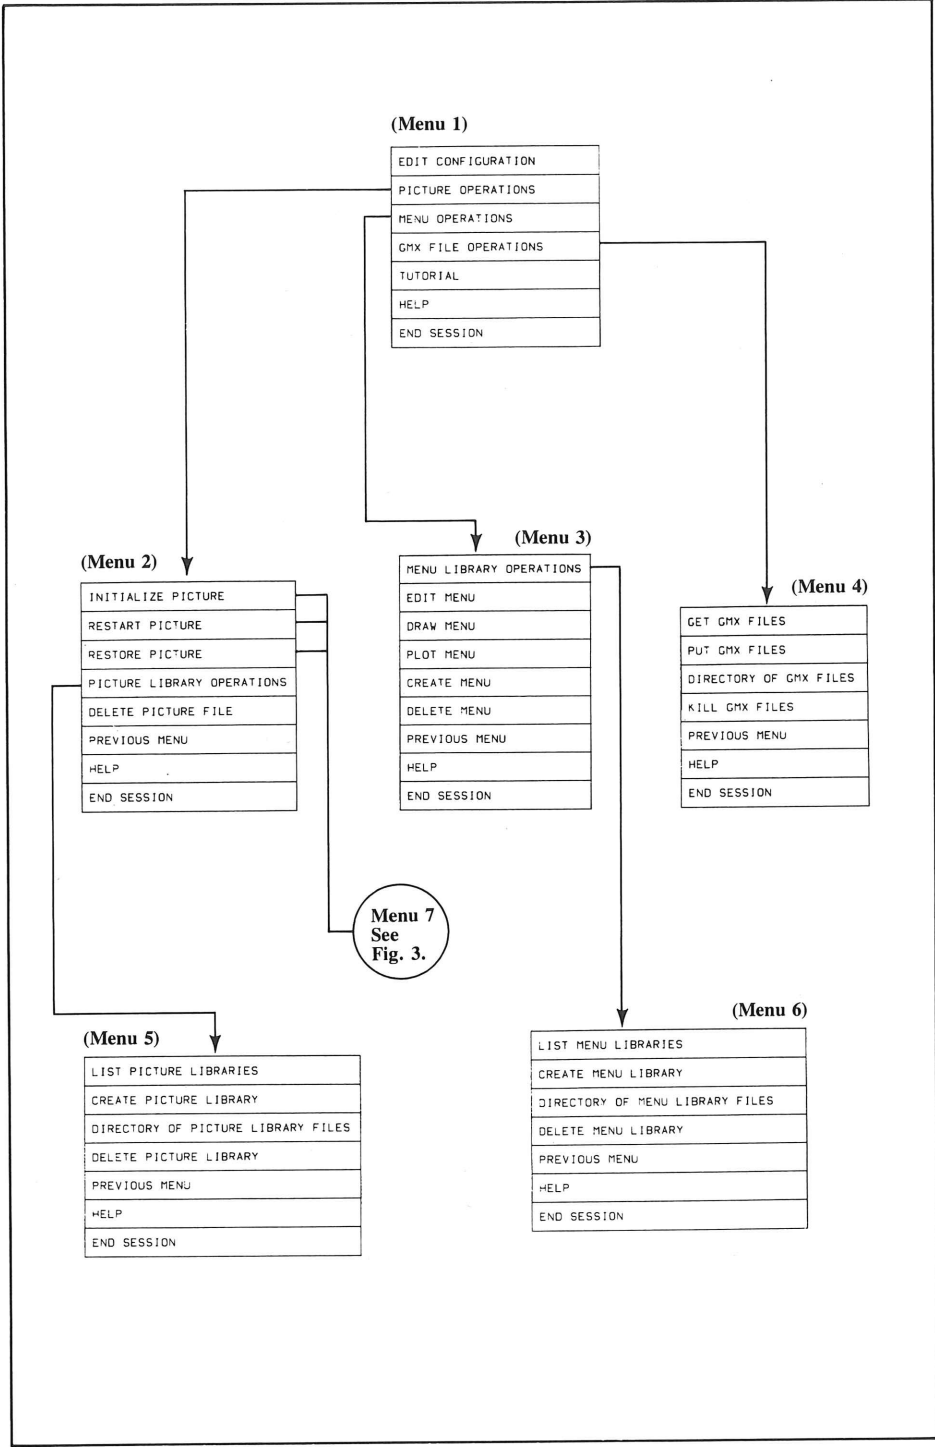 (Menu 1)
EDIT CONFIGURATION
PICTURE OPERATIONS
MENU OPERATIONS
GMX FILE OPERATIONS
TUTORIAL
HELP
END SESSION
(Menu 2)
INITIALIZE PICTURE
RESTART PICTURE
RESTORE PICTURE
PICTURE LIBRARY OPERATIONS
DELETE PICTURE FILE
PREVIOUS MENU
HELP
END SESSION
(Menu 3)
MENU LIBRARY OPERATIONS
EDIT MENU
DRAW MENU
PLOT MENU
CREATE MENU
DELETE MENU
PREVIOUS MENU
HELP
END SESSION
(Menu 4)
GET GMX FILES
PUT GMX FILES
DIRECTORY OF GMX FILES
KILL GMX FILES
PREVIOUS MENU
HELP
END SESSION
Menu 7
See
Fig. 3.
(Menu 5)
LIST PICTURE LIBRARIES
CREATE PICTURE LIBRARY
DIRECTORY OF PICTURE LIBRARY FILES
DELETE PICTURE LIBRARY
PREVIOUS MENU
HELP
END SESSION
(Menu 6)
LIST MENU LIBRARIES
CREATE MENU LIBRARY
DIRECTORY OF MENU LIBRARY FILES
DELETE MENU LIBRARY
PREVIOUS MENU
HELP
END SESSION